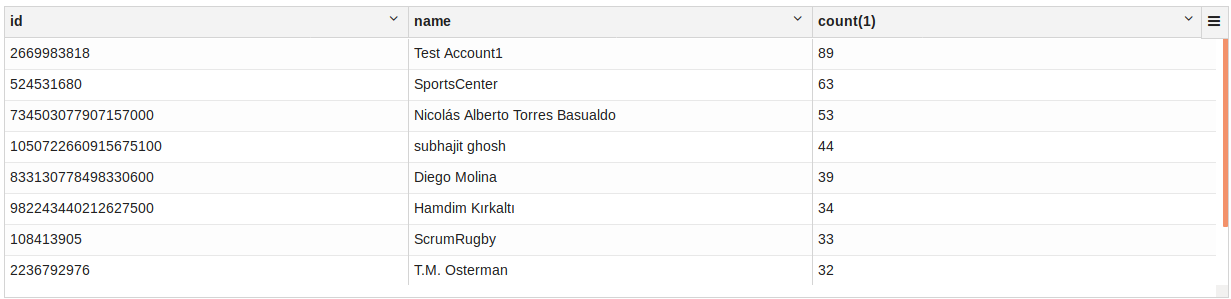 id name count(1)
2669983818 Test Account1 89
524531680 SportsCenter 63
734503077907157000 Nicolás Alberto Torres Basualdo 53
1050722660915675100 subhajit ghosh 44
833130778498330600 Diego Molina 39
982243440212627500 Hamdim Kırkaltı 34
108413905 ScrumRugby 33
2236792976 T.M. Osterman 32